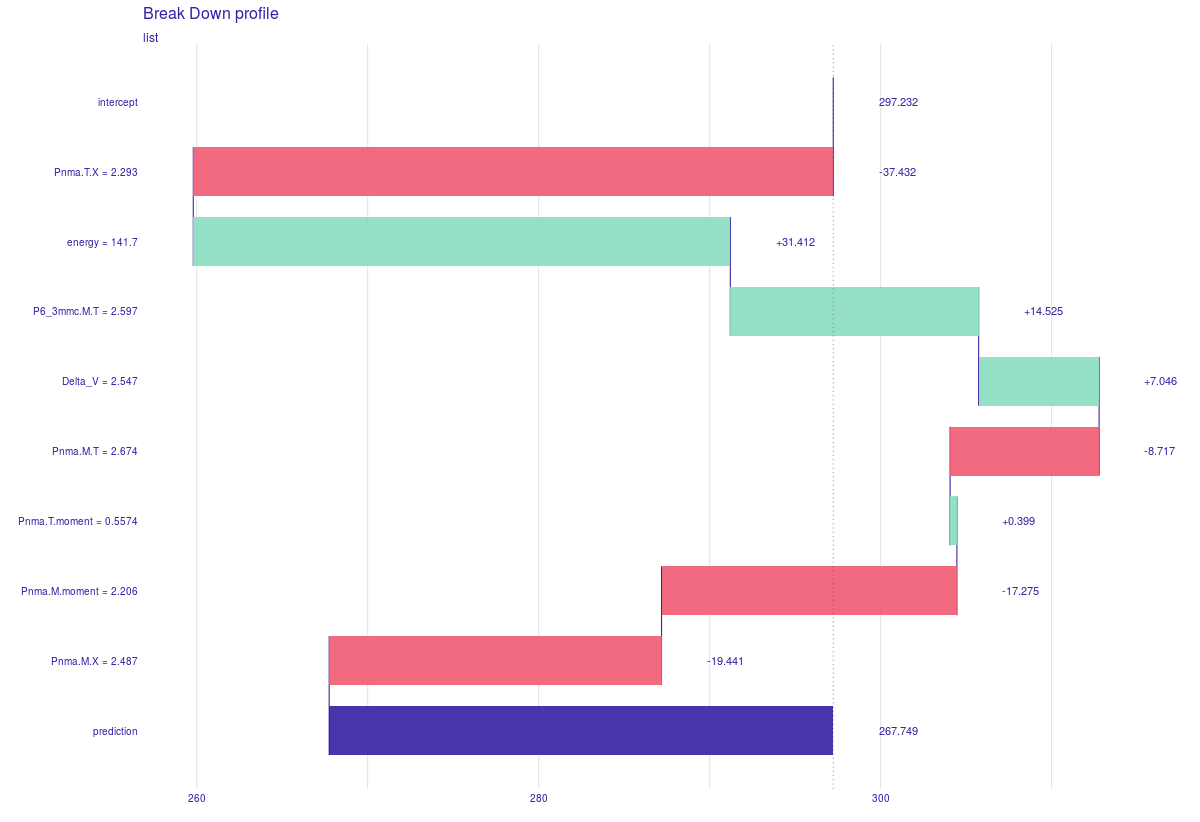 Break Down profile
list
intercept 297.232
Pnma.T.X = 2.293 -37.432
energy = 141.7 +31.412
P6_3mmc.M.T = 2.597 +14.525
Delta_V = 2.547 +7.046
Pnma.M.T = 2.674 -8.717
Pnma.T.moment = 0.5574 +0.399
Pnma.M.moment = 2.206 -17.275
Pnma.M.X = 2.487 -19.441
prediction 267.749
260 280 300